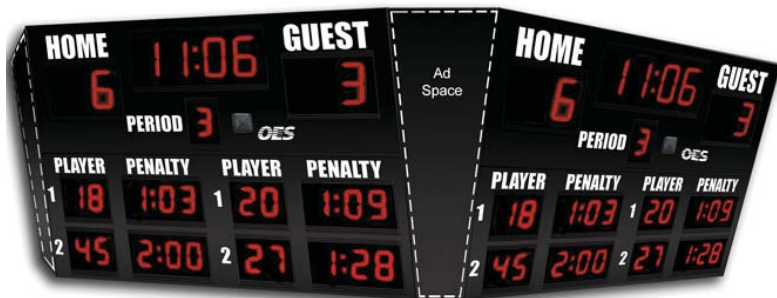 HOME 11:06 GUEST
6 3
PERIOD 3 OES
PLAYER PENALTY PLAYER PENALTY
1 18 1:03 1 20 1:09
2 45 2:00 2 27 1:28
Ad
Space
HOME 11:06 GUEST
6 3
PERIOD 3 OES
PLAYER PENALTY PLAYER PENALTY
1 18 1:03 1 20 1:09
2 45 2:00 2 27 1:28